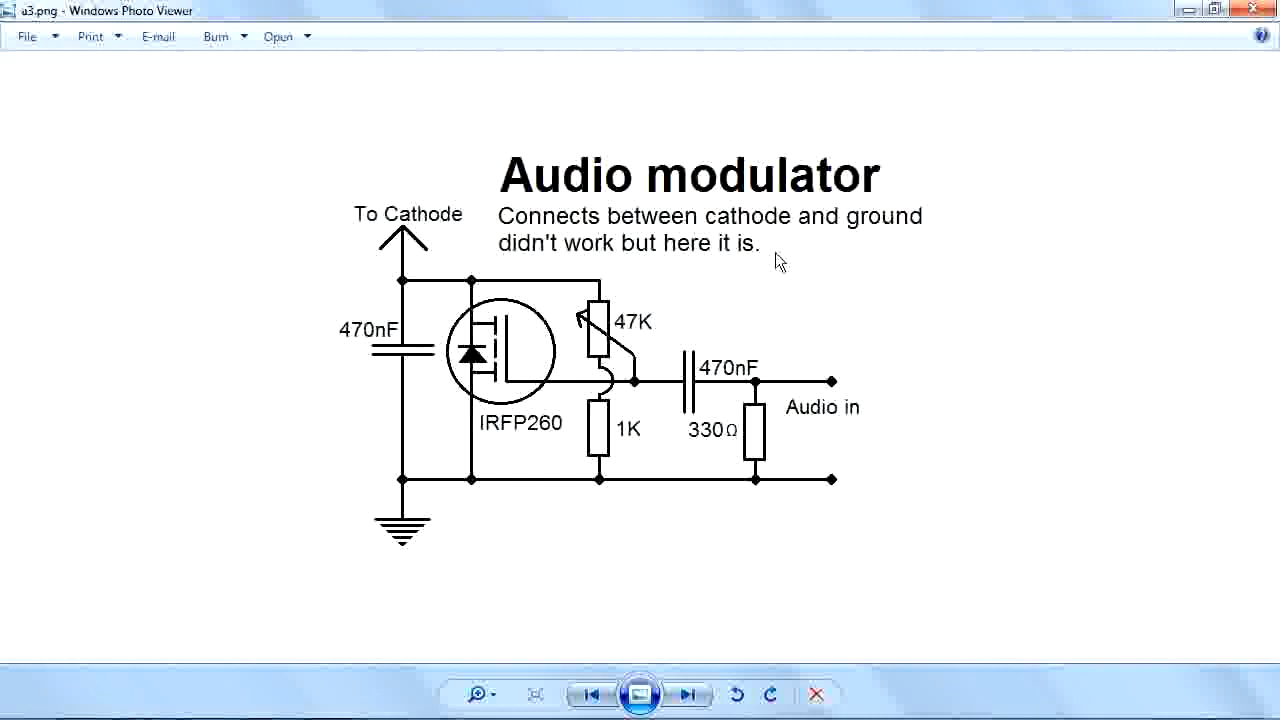 a3.png - Windows Photo Viewer
File Print E-mail Burn Open
Audio modulator
To Cathode
Connects between cathode and ground
didn't work but here it is.
470nF
47K
470nF
Audio in
IRFP260
1K
330Ω